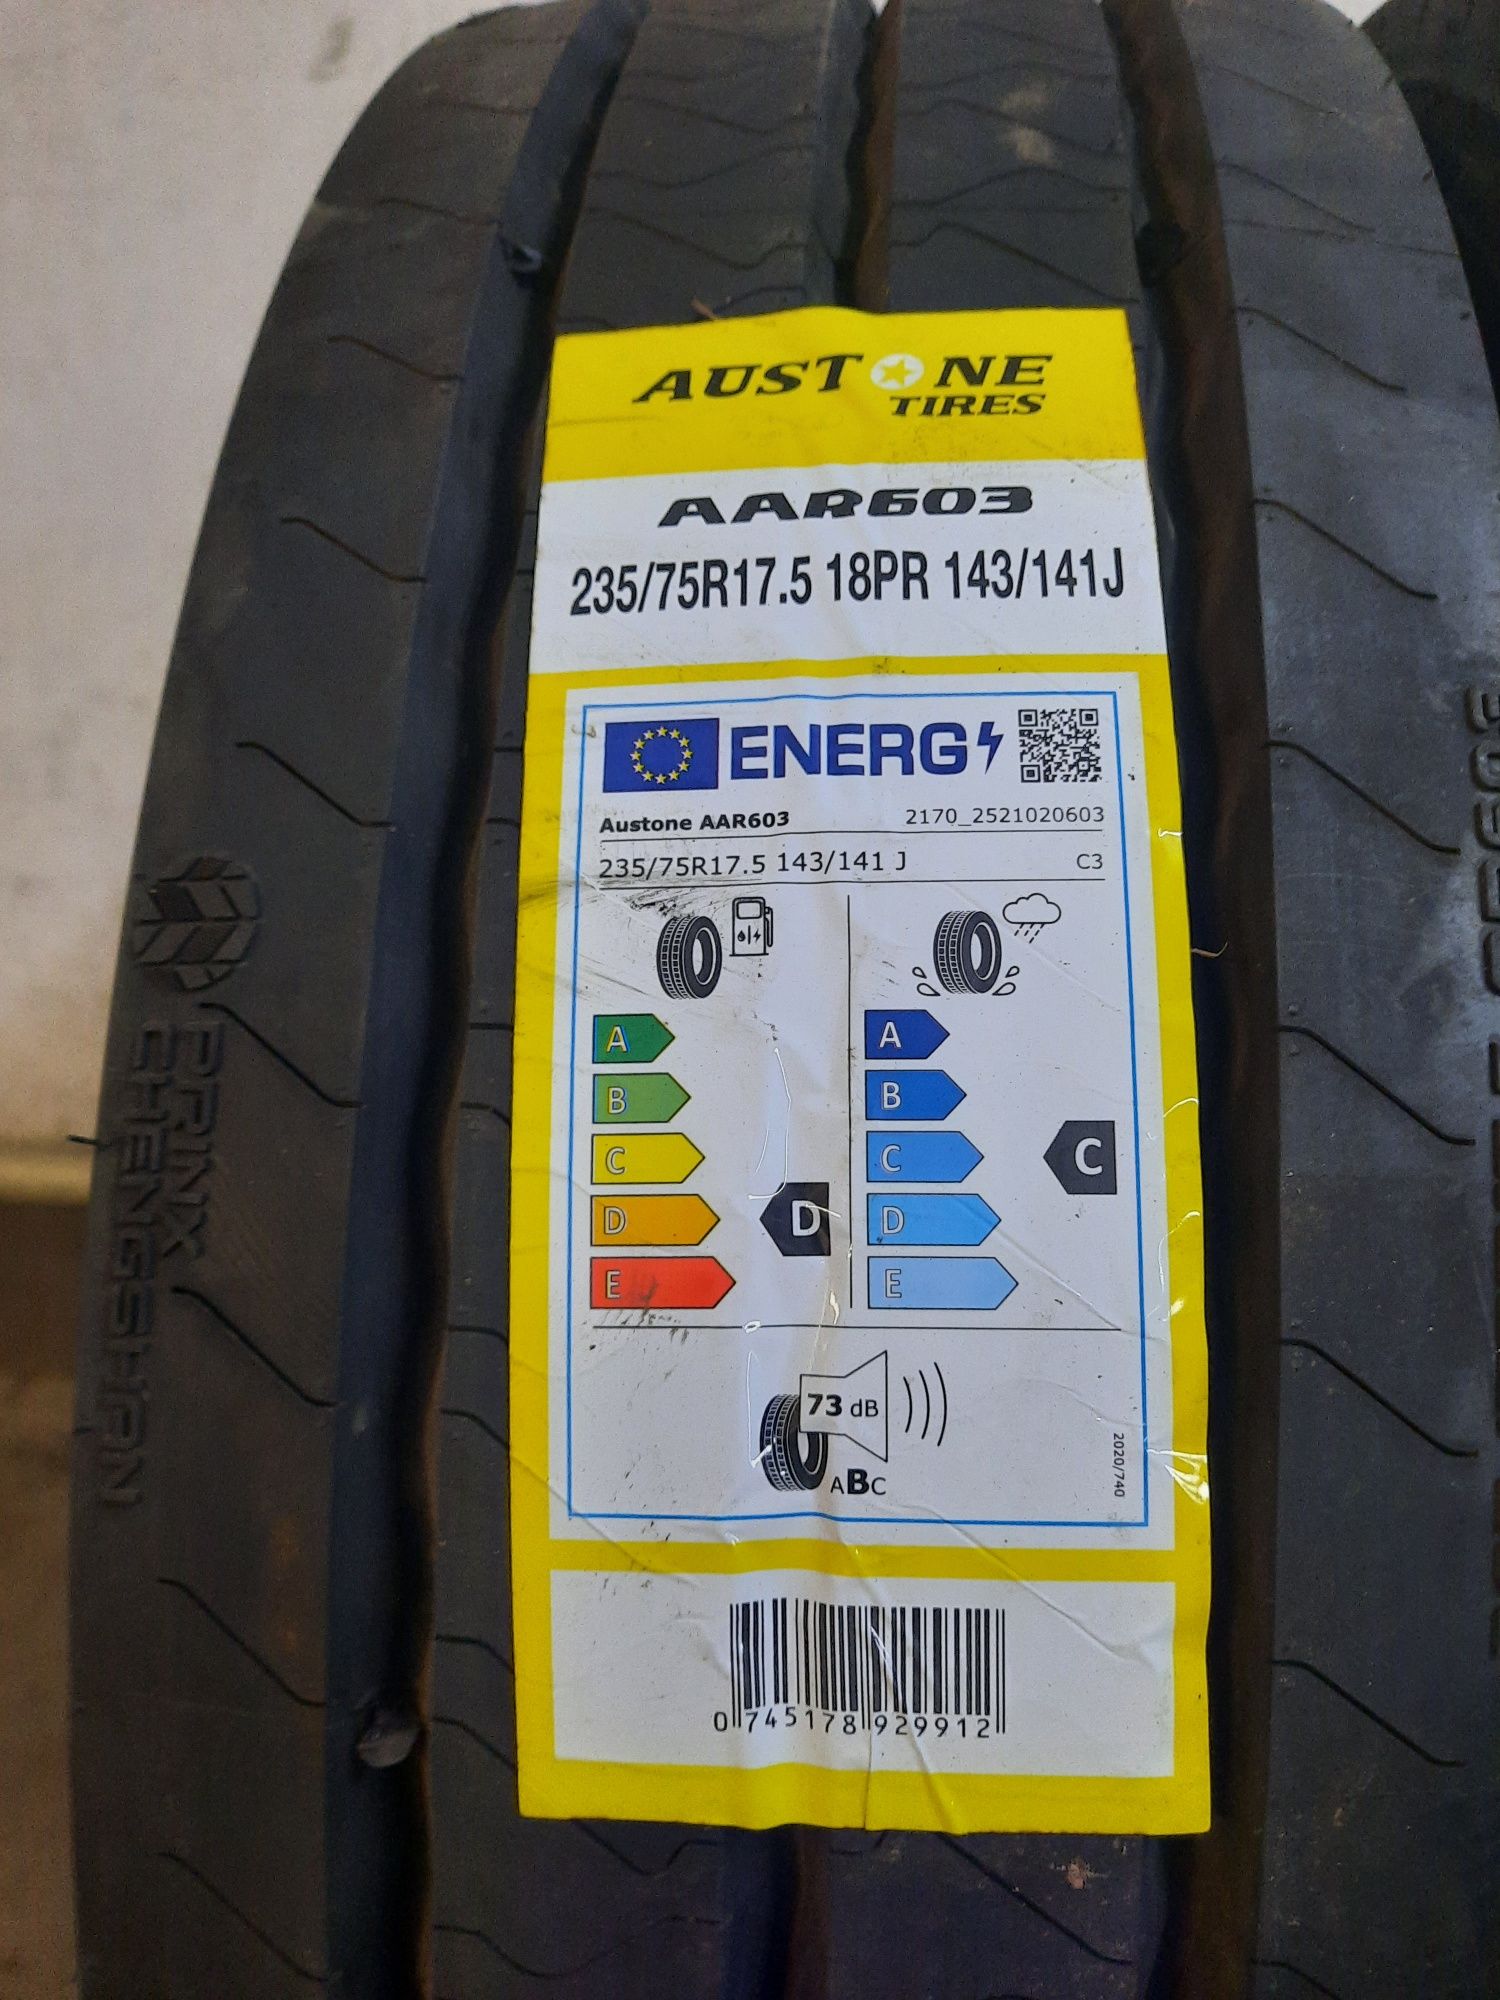 AUSTONE
TIRES
AAR603
235/75R17.5 18PR 143/141J
ENERG
Austone AAR603 2170_2521020603
235/75R17.5 143/141 J C3
A A
B B
C C C
D D D
E E
73 dB
ABC
2020/740
0 745178 929912
PRINX
CHENGSHAN